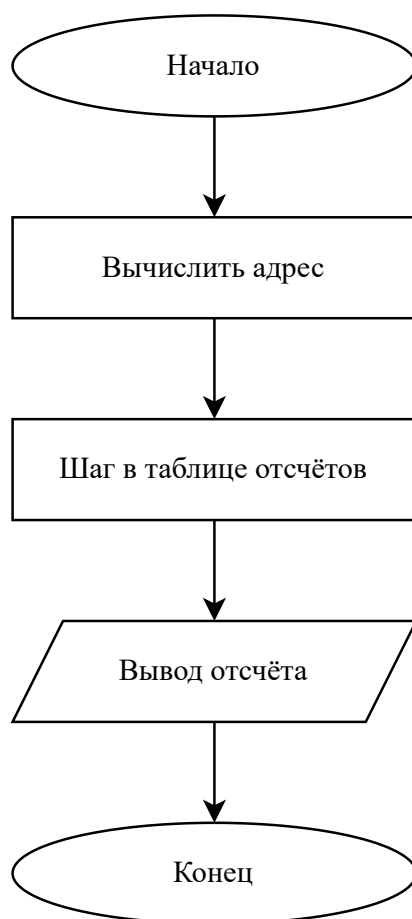 Начало
Вычислить адрес
Шаг в таблице отсчётов
Вывод отсчёта
Конец